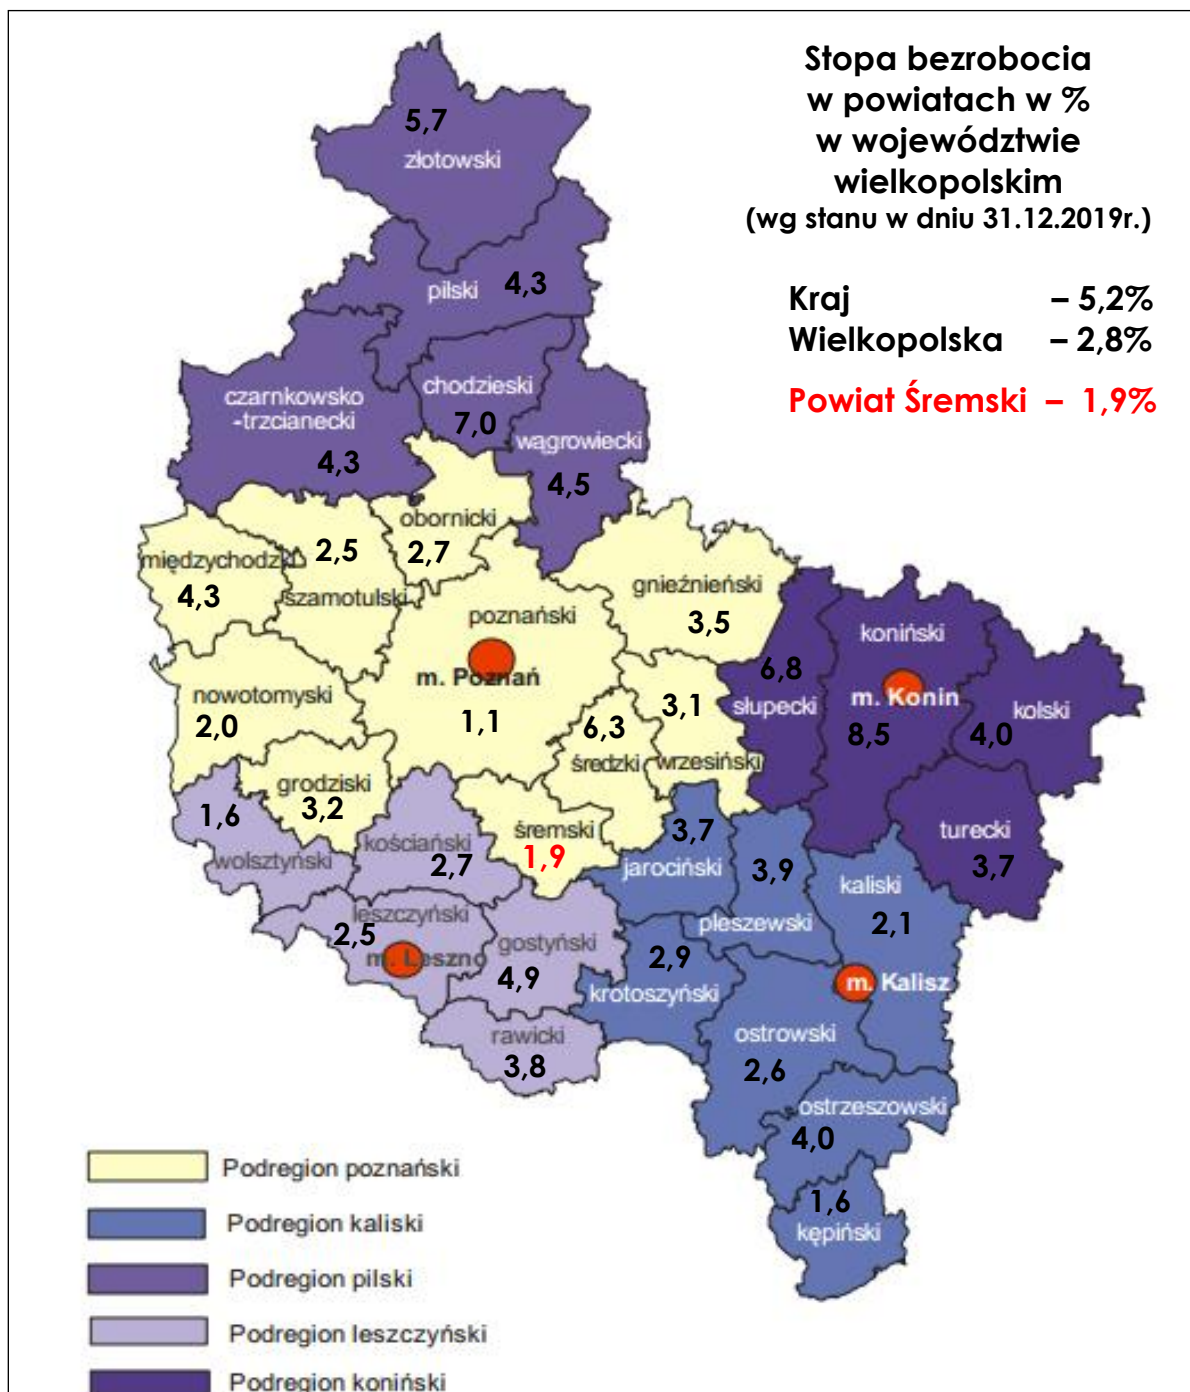 Stopa bezrobocia
w powiatach w %
w województwie
wielkopolskim
(wg stanu w dniu 31.12.2019r.)
Kraj – 5,2%
Wielkopolska – 2,8%
Powiat Śremski – 1,9%
5,7
złotowski
pilski 4,3
czarnkowsko
-trzcianecki
4,3
chodzieski
7,0
wągrowiecki
4,5
obornicki
2,7
międzychodzki
4,3
2,5
szamotulski
poznański
m. Poznań
1,1
gnieźnieński
3,5
koniński
m. Konin
8,5
6,8
słupecki
kolski
4,0
nowotomyski
2,0
6,3
średzki
3,1
wrzesiński
grodziski
3,2
1,6
wolsztyński
kościański
2,7
śremski
1,9
3,7
jarociński
3,9
pleszewski
kaliski
2,1
turecki
3,7
leszczyński
2,5
m. Leszno
gostyński
4,9
2,9
krotoszyński
m. Kalisz
rawicki
3,8
ostrowski
2,6
ostrzeszowski
4,0
1,6
kępiński
Podregion poznański
Podregion kaliski
Podregion pilski
Podregion leszczyński
Podregion koniński